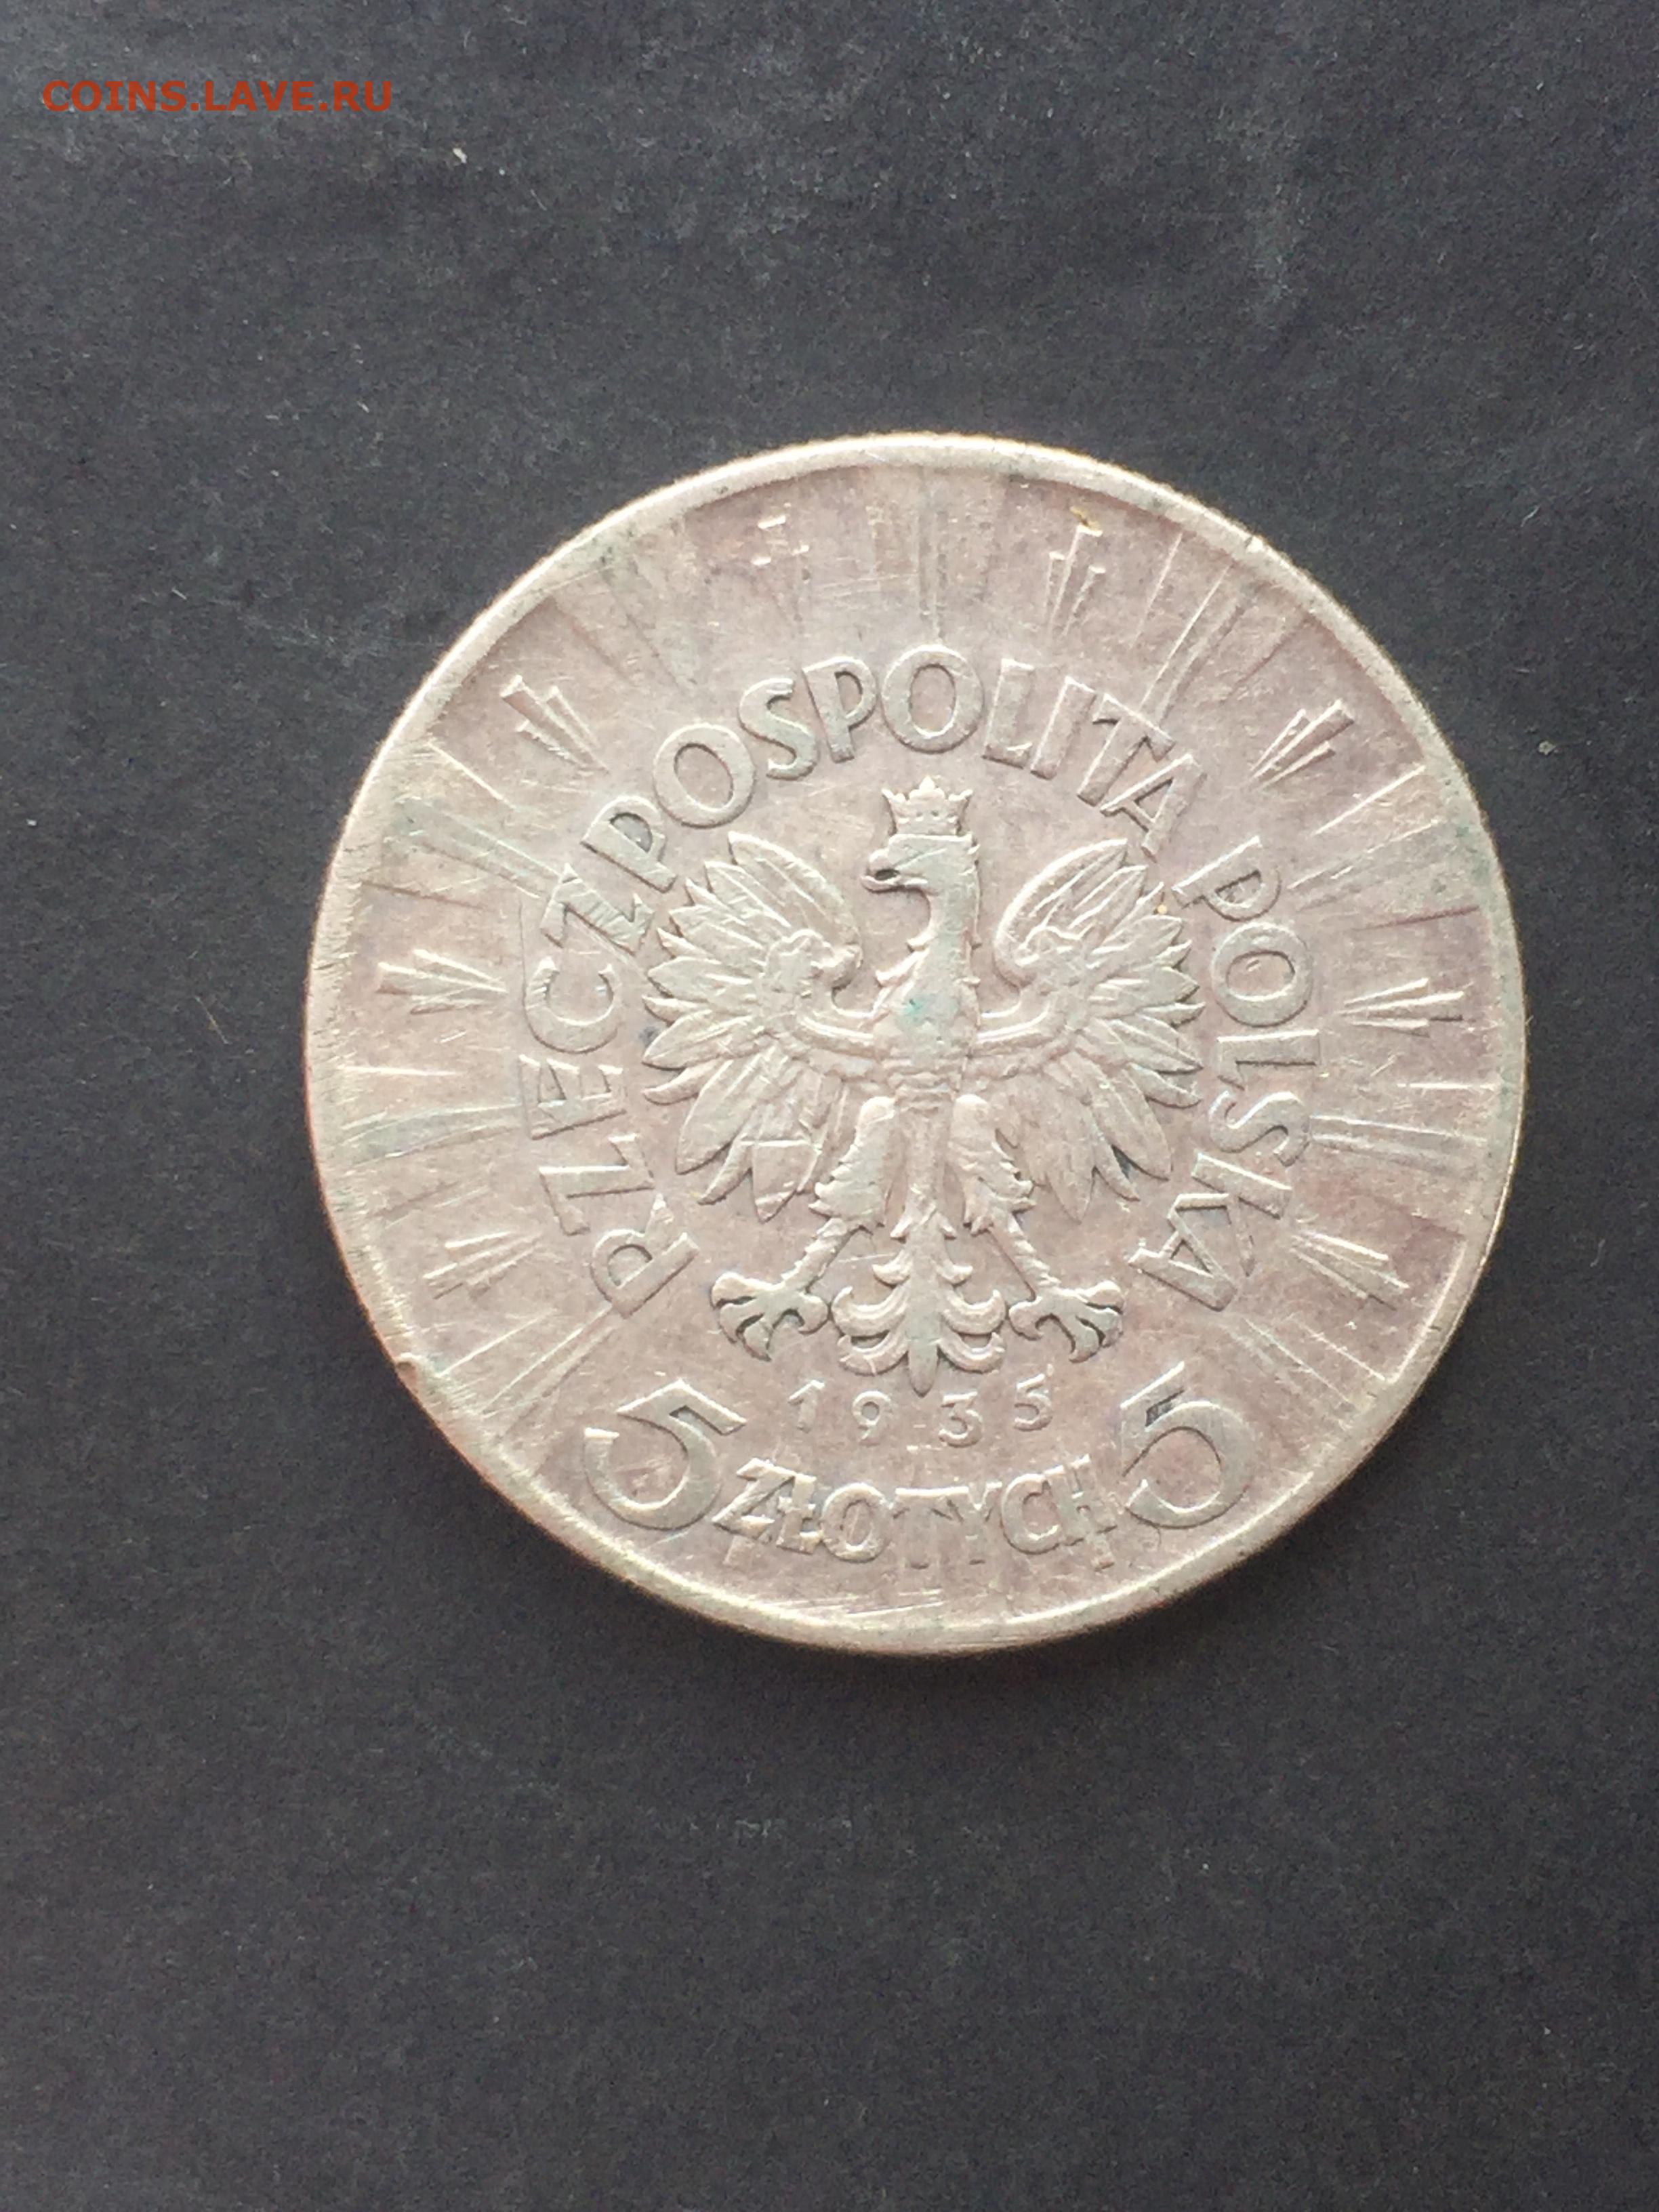 COINS.LAVE.RU
RZECZPOSPOLITA POLSKA
1935
5 ZŁOTYCH 5